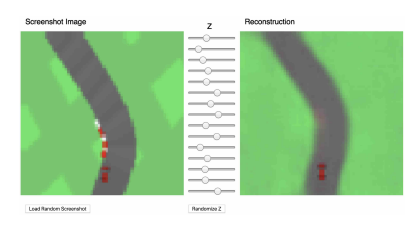 Screenshot Image
Z
Reconstruction
Load Random Screenshot
Randomize Z